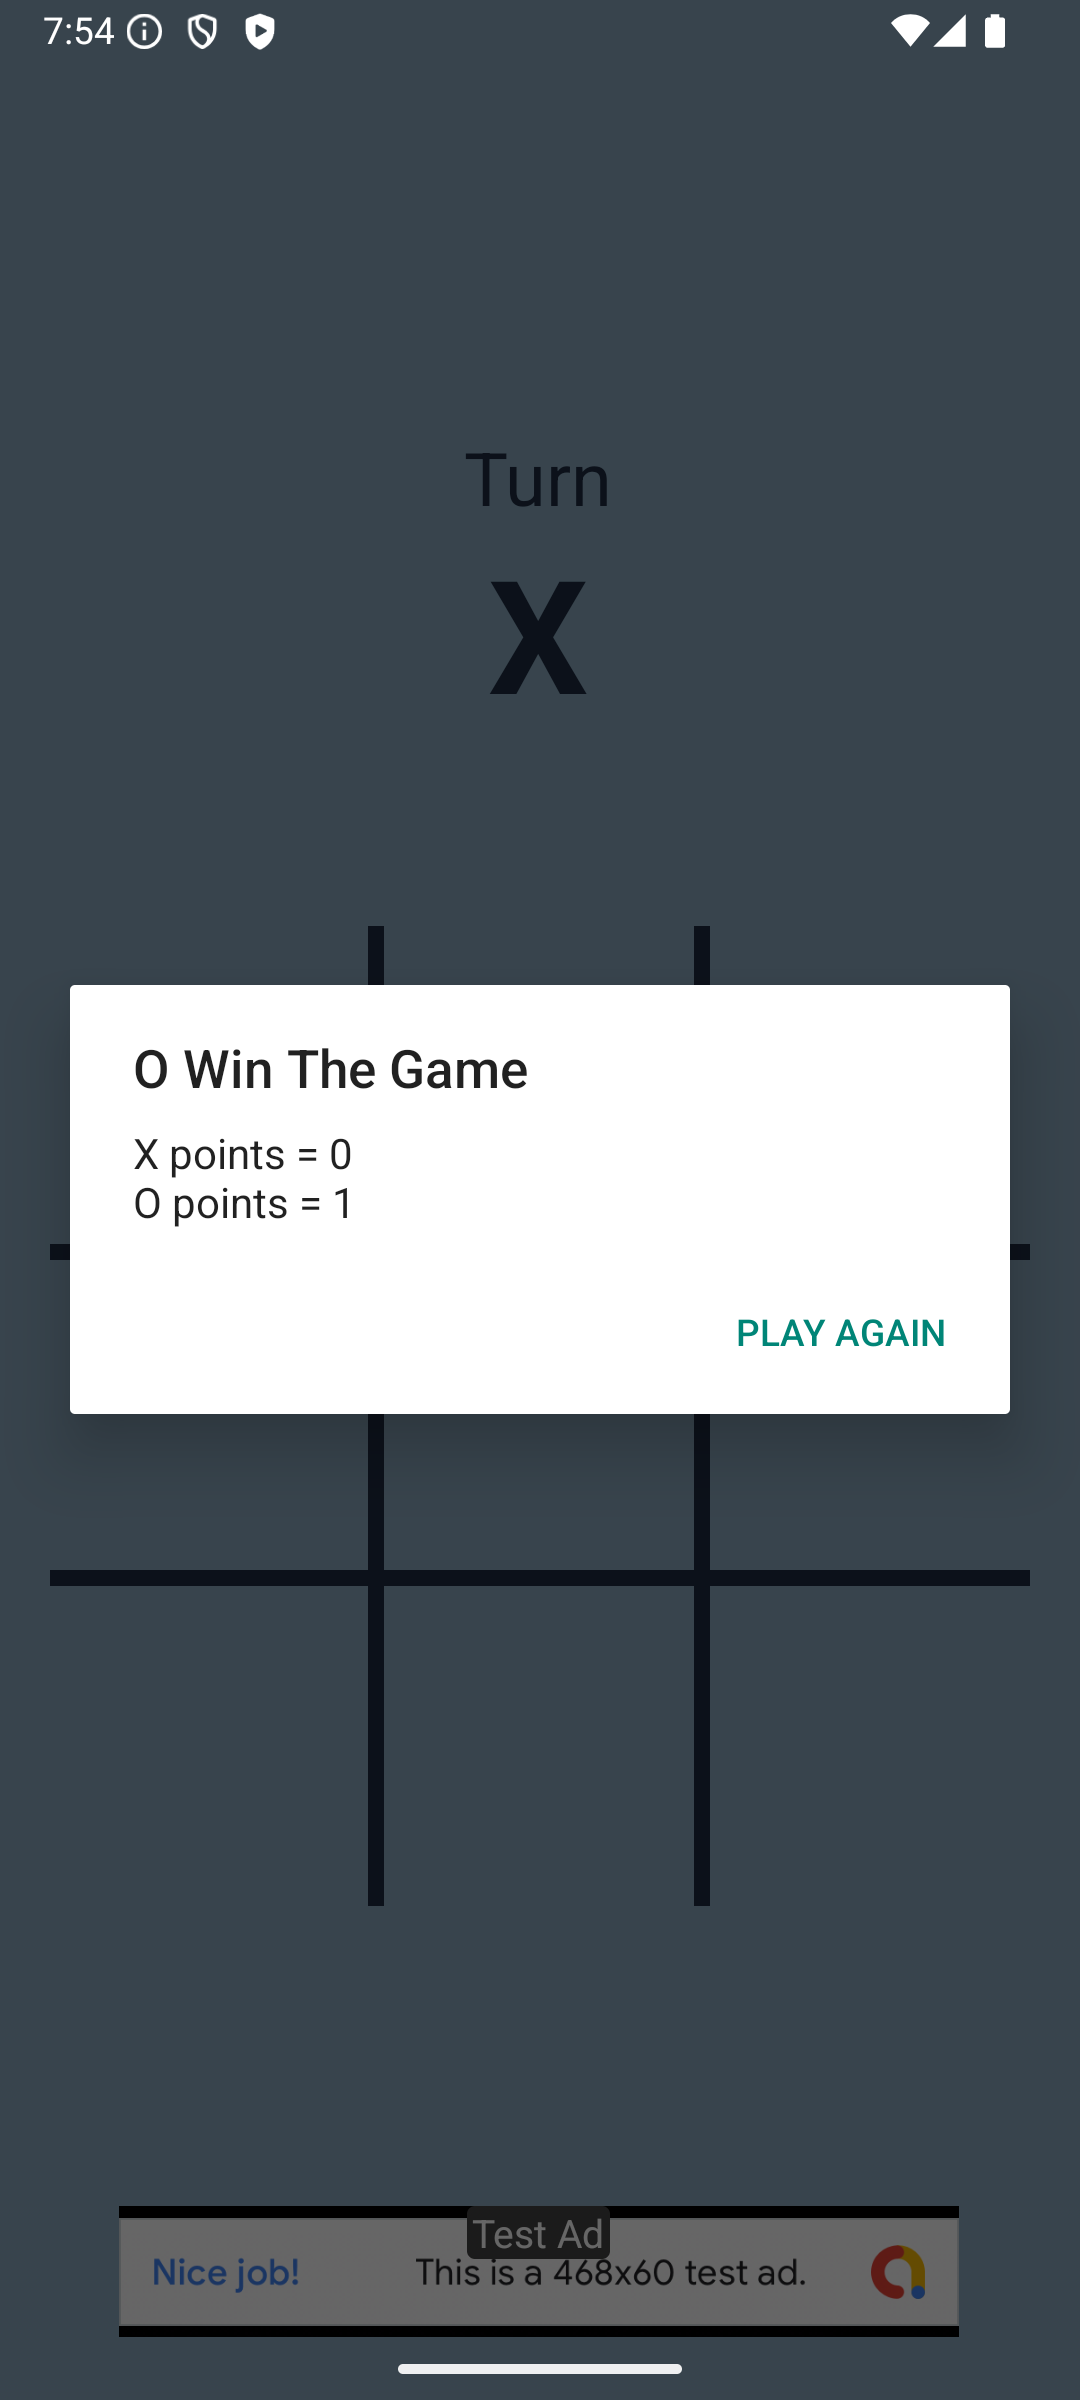 7:54
Turn
X
O Win The Game
X points = 0
O points = 1
PLAY AGAIN
Test Ad
Nice job! This is a 468x60 test ad.